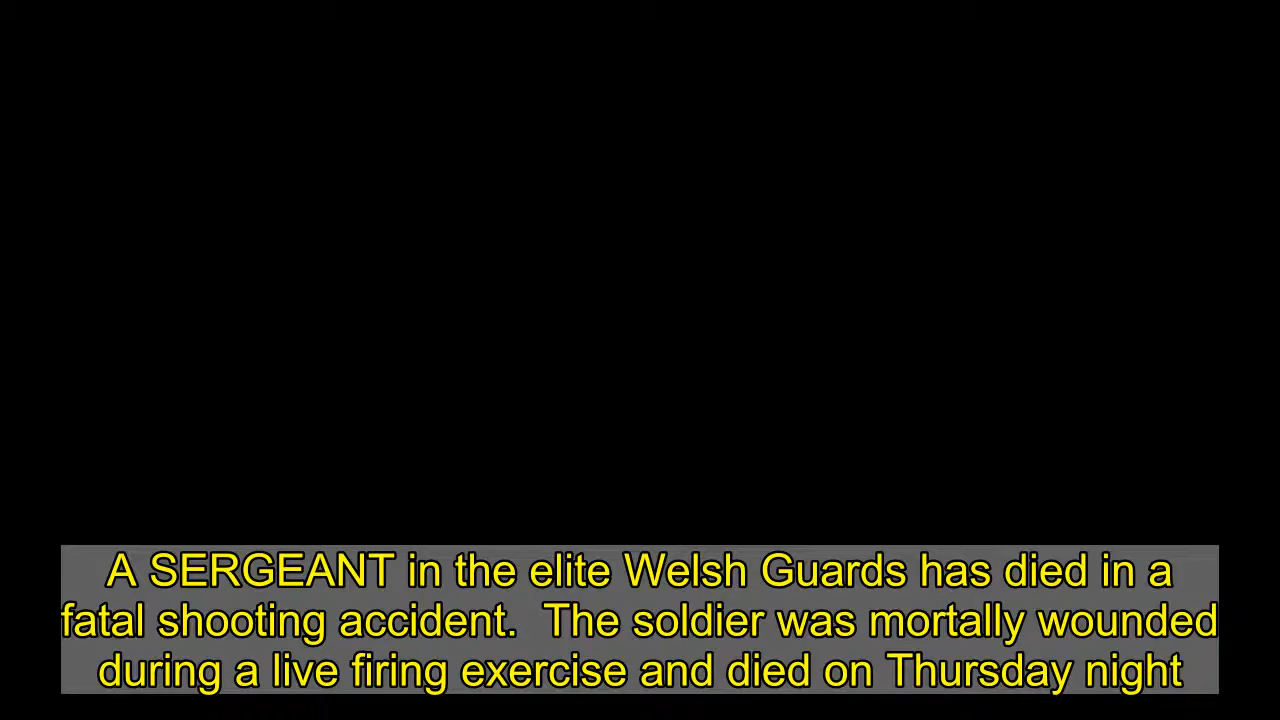 A SERGEANT in the elite Welsh Guards has died in a
fatal shooting accident.  The soldier was mortally wounded
during a live firing exercise and died on Thursday night